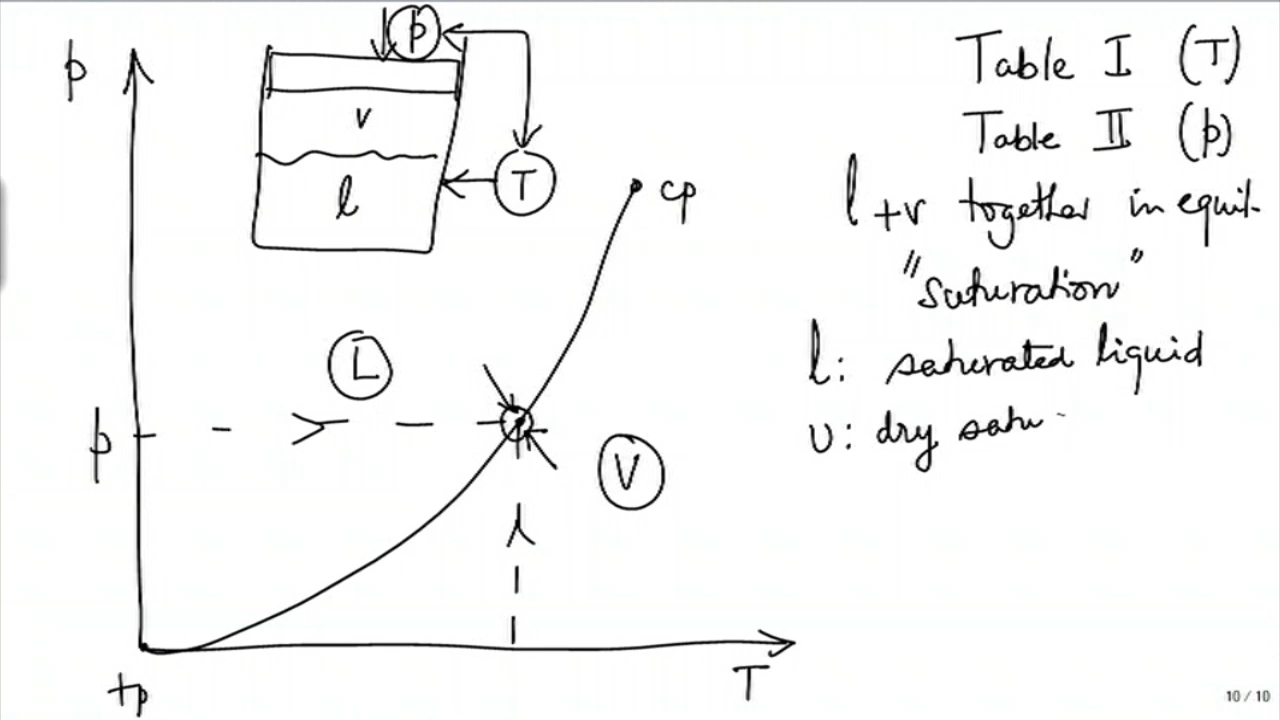 p
p
v
l
T
cp
L
p
V
T
tp
Table I (T)
Table II (p)
l + v together in equil.
"saturation"
l: saturated liquid
v: dry satu
10 / 10